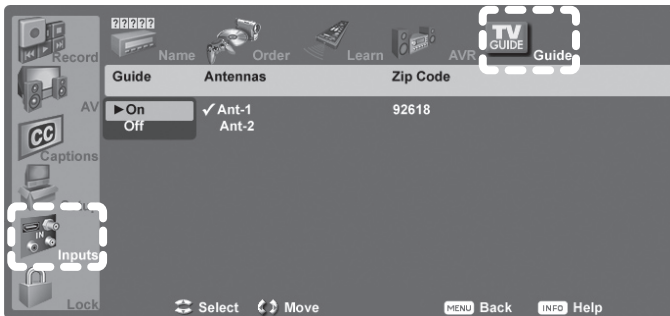 ?????
Record Name Order Learn AVR TV GUIDE Guide
Guide Antennas Zip Code
AV ►On ✓Ant-1 92618
Off Ant-2
CC
Captions
IN
Inputs
Lock Select Move MENU Back INFO Help